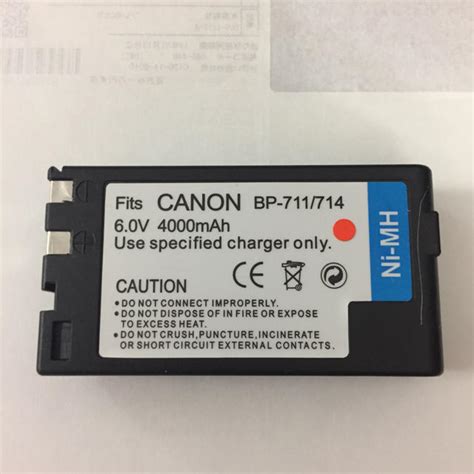 Fits CANON BP-711/714
6.0V 4000mAh
Use specified charger only.
Ni-MH
CAUTION
CE
•DO NOT CONNECT IMPROPERLY
•DO NOT DISPOSE OF IN FIRE OR EXPOSE
TO EXCESS HEAT.
•DO NOT CRUSH,PUNCTURE, INCINERATE
OR SHORT CIRCUIT EXTERNAL CONTACTS